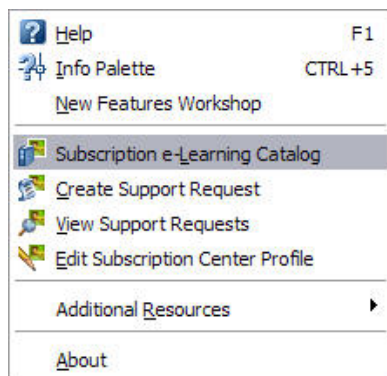 Help F1
Info Palette CTRL+5
New Features Workshop
Subscription e-Learning Catalog
Create Support Request
View Support Requests
Edit Subscription Center Profile
Additional Resources
About